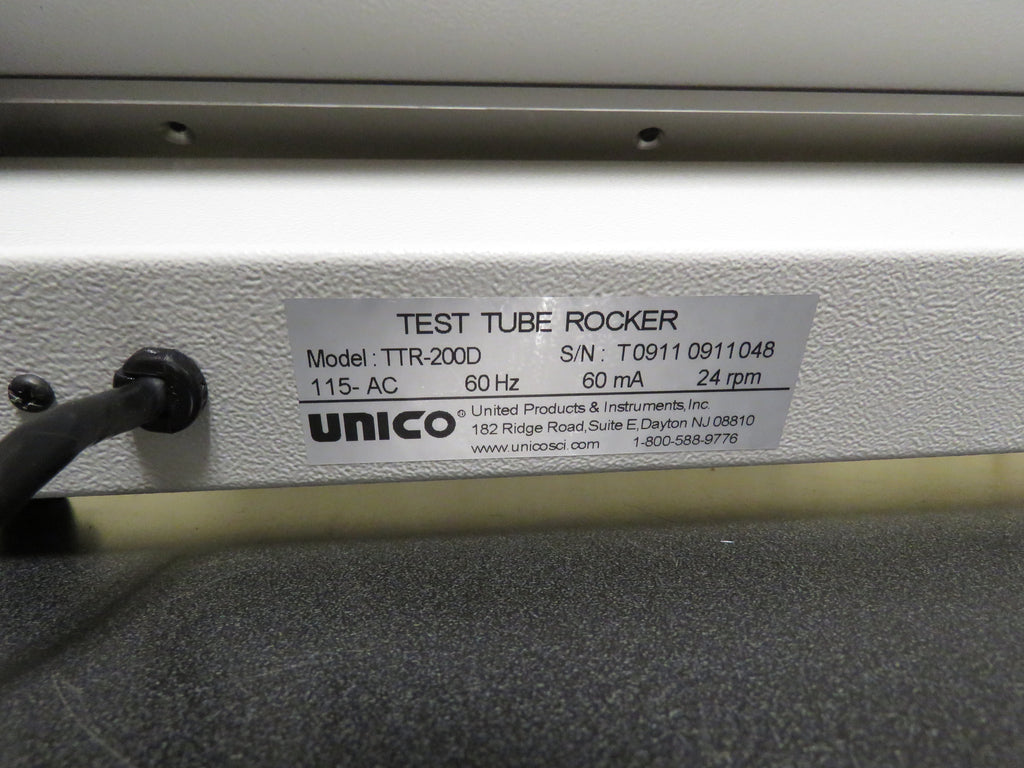 TEST TUBE ROCKER
Model : TTR-200D S/N : T0911 0911048
115- AC 60 Hz 60 mA 24 rpm
UNICO® United Products & Instruments, Inc.
182 Ridge Road, Suite E, Dayton NJ 08810
www.unicosci.com 1-800-588-9776